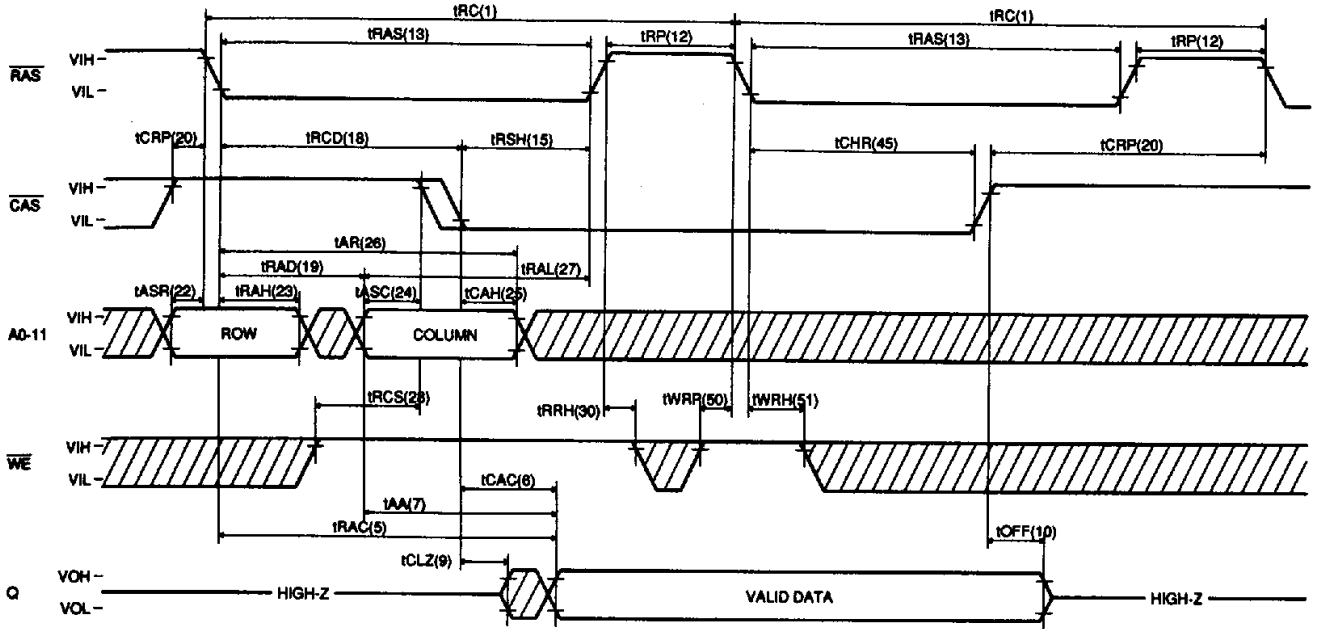 tRC(1) tRC(1)
tRAS(13) tRP(12) tRAS(13) tRP(12)
RAS VIH
VIL
tCRP(20) tRCD(18) tRSH(15) tCHR(45) tCRP(20)
CAS VIH
VIL
tAR(26)
tRAD(19) tRAL(27)
tASR(22) tRAH(23) tASC(24) tCAH(25)
A0-11 VIH
VIL
ROW COLUMN
tRCS(28) tRRH(30) tWRP(50) tWRH(51)
WE VIH
VIL
tCAC(6)
tAA(7)
tRAC(5) tOFF(10)
tCLZ(9)
Q VOH
VOL
HIGH-Z VALID DATA HIGH-Z